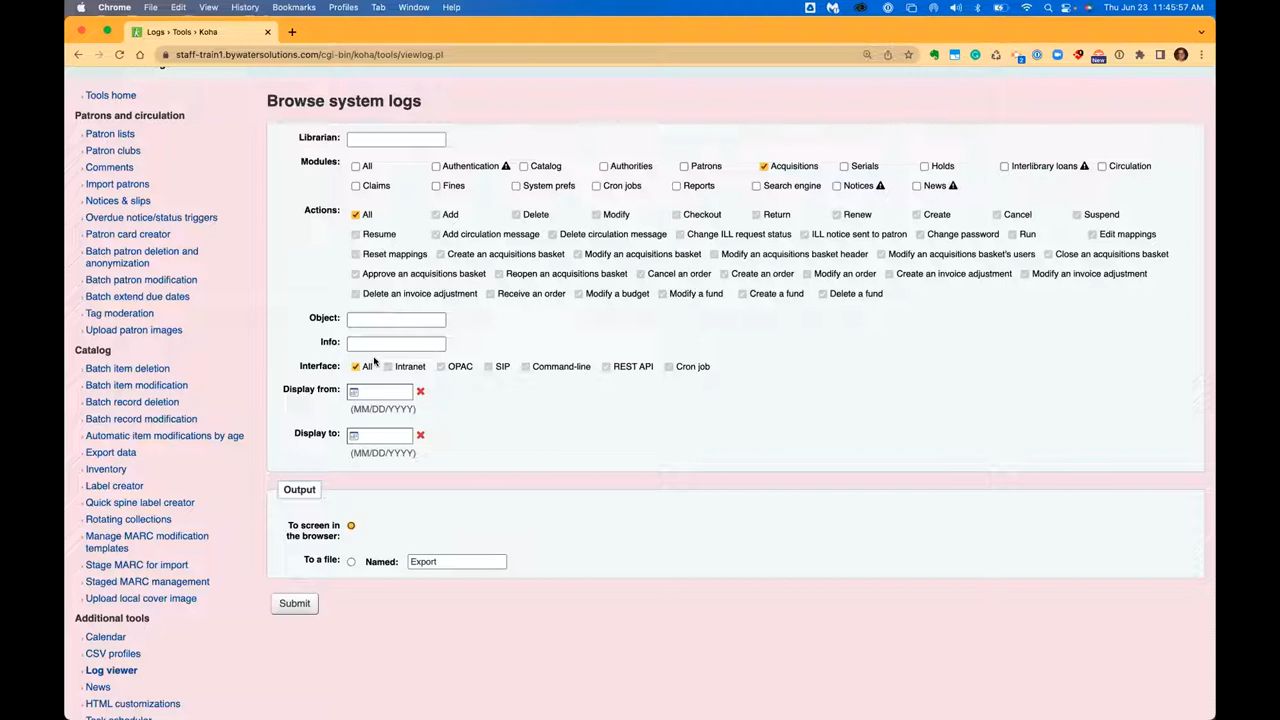 Chrome File Edit View History Bookmarks Profiles Tab Window Help Thu Jun 23 11:45:57 AM
Logs › Tools › Koha
staff-train1.bywatersolutions.com/cgi-bin/koha/tools/viewlog.pl
New
Tools home
Patrons and circulation
Patron lists
Patron clubs
Comments
Import patrons
Notices & slips
Overdue notice/status triggers
Patron card creator
Batch patron deletion and
anonymization
Batch patron modification
Batch extend due dates
Tag moderation
Upload patron images
Catalog
Batch item deletion
Batch item modification
Batch record deletion
Batch record modification
Automatic item modifications by age
Export data
Inventory
Label creator
Quick spine label creator
Rotating collections
Manage MARC modification
templates
Stage MARC for import
Staged MARC management
Upload local cover image
Additional tools
Calendar
CSV profiles
Log viewer
News
HTML customizations
Browse system logs
Librarian:
Modules: All Authentication Catalog Authorities Patrons Acquisitions Serials Holds Interlibrary loans Circulation
Claims Fines System prefs Cron jobs Reports Search engine Notices News
Actions: All Add Delete Modify Checkout Return Renew Create Cancel Suspend
Resume Add circulation message Delete circulation message Change ILL request status ILL notice sent to patron Change password Run Edit mappings
Reset mappings Create an acquisitions basket Modify an acquisitions basket Modify an acquisitions basket header Modify an acquisitions basket's users Close an acquisitions basket
Approve an acquisitions basket Reopen an acquisitions basket Cancel an order Create an order Modify an order Create an invoice adjustment Modify an invoice adjustment
Delete an invoice adjustment Receive an order Modify a budget Modify a fund Create a fund Delete a fund
Object:
Info:
Interface: All Intranet OPAC SIP Command-line REST API Cron job
Display from:
(MM/DD/YYYY)
Display to:
(MM/DD/YYYY)
Output
To screen in
the browser:
To a file: Named: Export
Submit